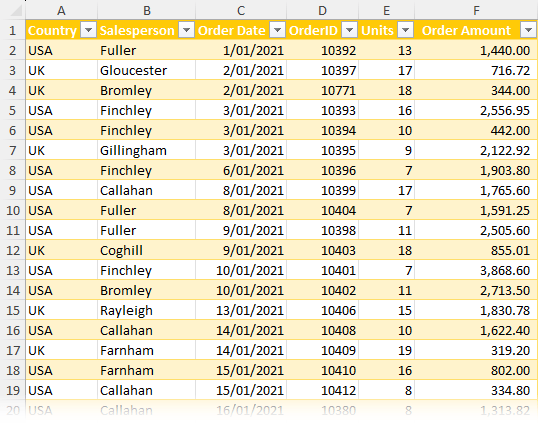 A B C D E F
1 Country Salesperson Order Date OrderID Units Order Amount
2 USA Fuller 1/01/2021 10392 13 1,440.00
3 UK Gloucester 2/01/2021 10397 17 716.72
4 UK Bromley 2/01/2021 10771 18 344.00
5 USA Finchley 3/01/2021 10393 16 2,556.95
6 USA Finchley 3/01/2021 10394 10 442.00
7 UK Gillingham 3/01/2021 10395 9 2,122.92
8 USA Finchley 6/01/2021 10396 7 1,903.80
9 USA Callahan 8/01/2021 10399 17 1,765.60
10 USA Fuller 8/01/2021 10404 7 1,591.25
11 USA Fuller 9/01/2021 10398 11 2,505.60
12 UK Coghill 9/01/2021 10403 18 855.01
13 USA Finchley 10/01/2021 10401 7 3,868.60
14 USA Bromley 10/01/2021 10402 11 2,713.50
15 UK Rayleigh 13/01/2021 10406 15 1,830.78
16 USA Callahan 14/01/2021 10408 10 1,622.40
17 UK Farnham 14/01/2021 10409 19 319.20
18 USA Farnham 15/01/2021 10410 16 802.00
19 USA Callahan 15/01/2021 10412 8 334.80
20 USA Callahan 16/01/2021 10380 8 1,313.82